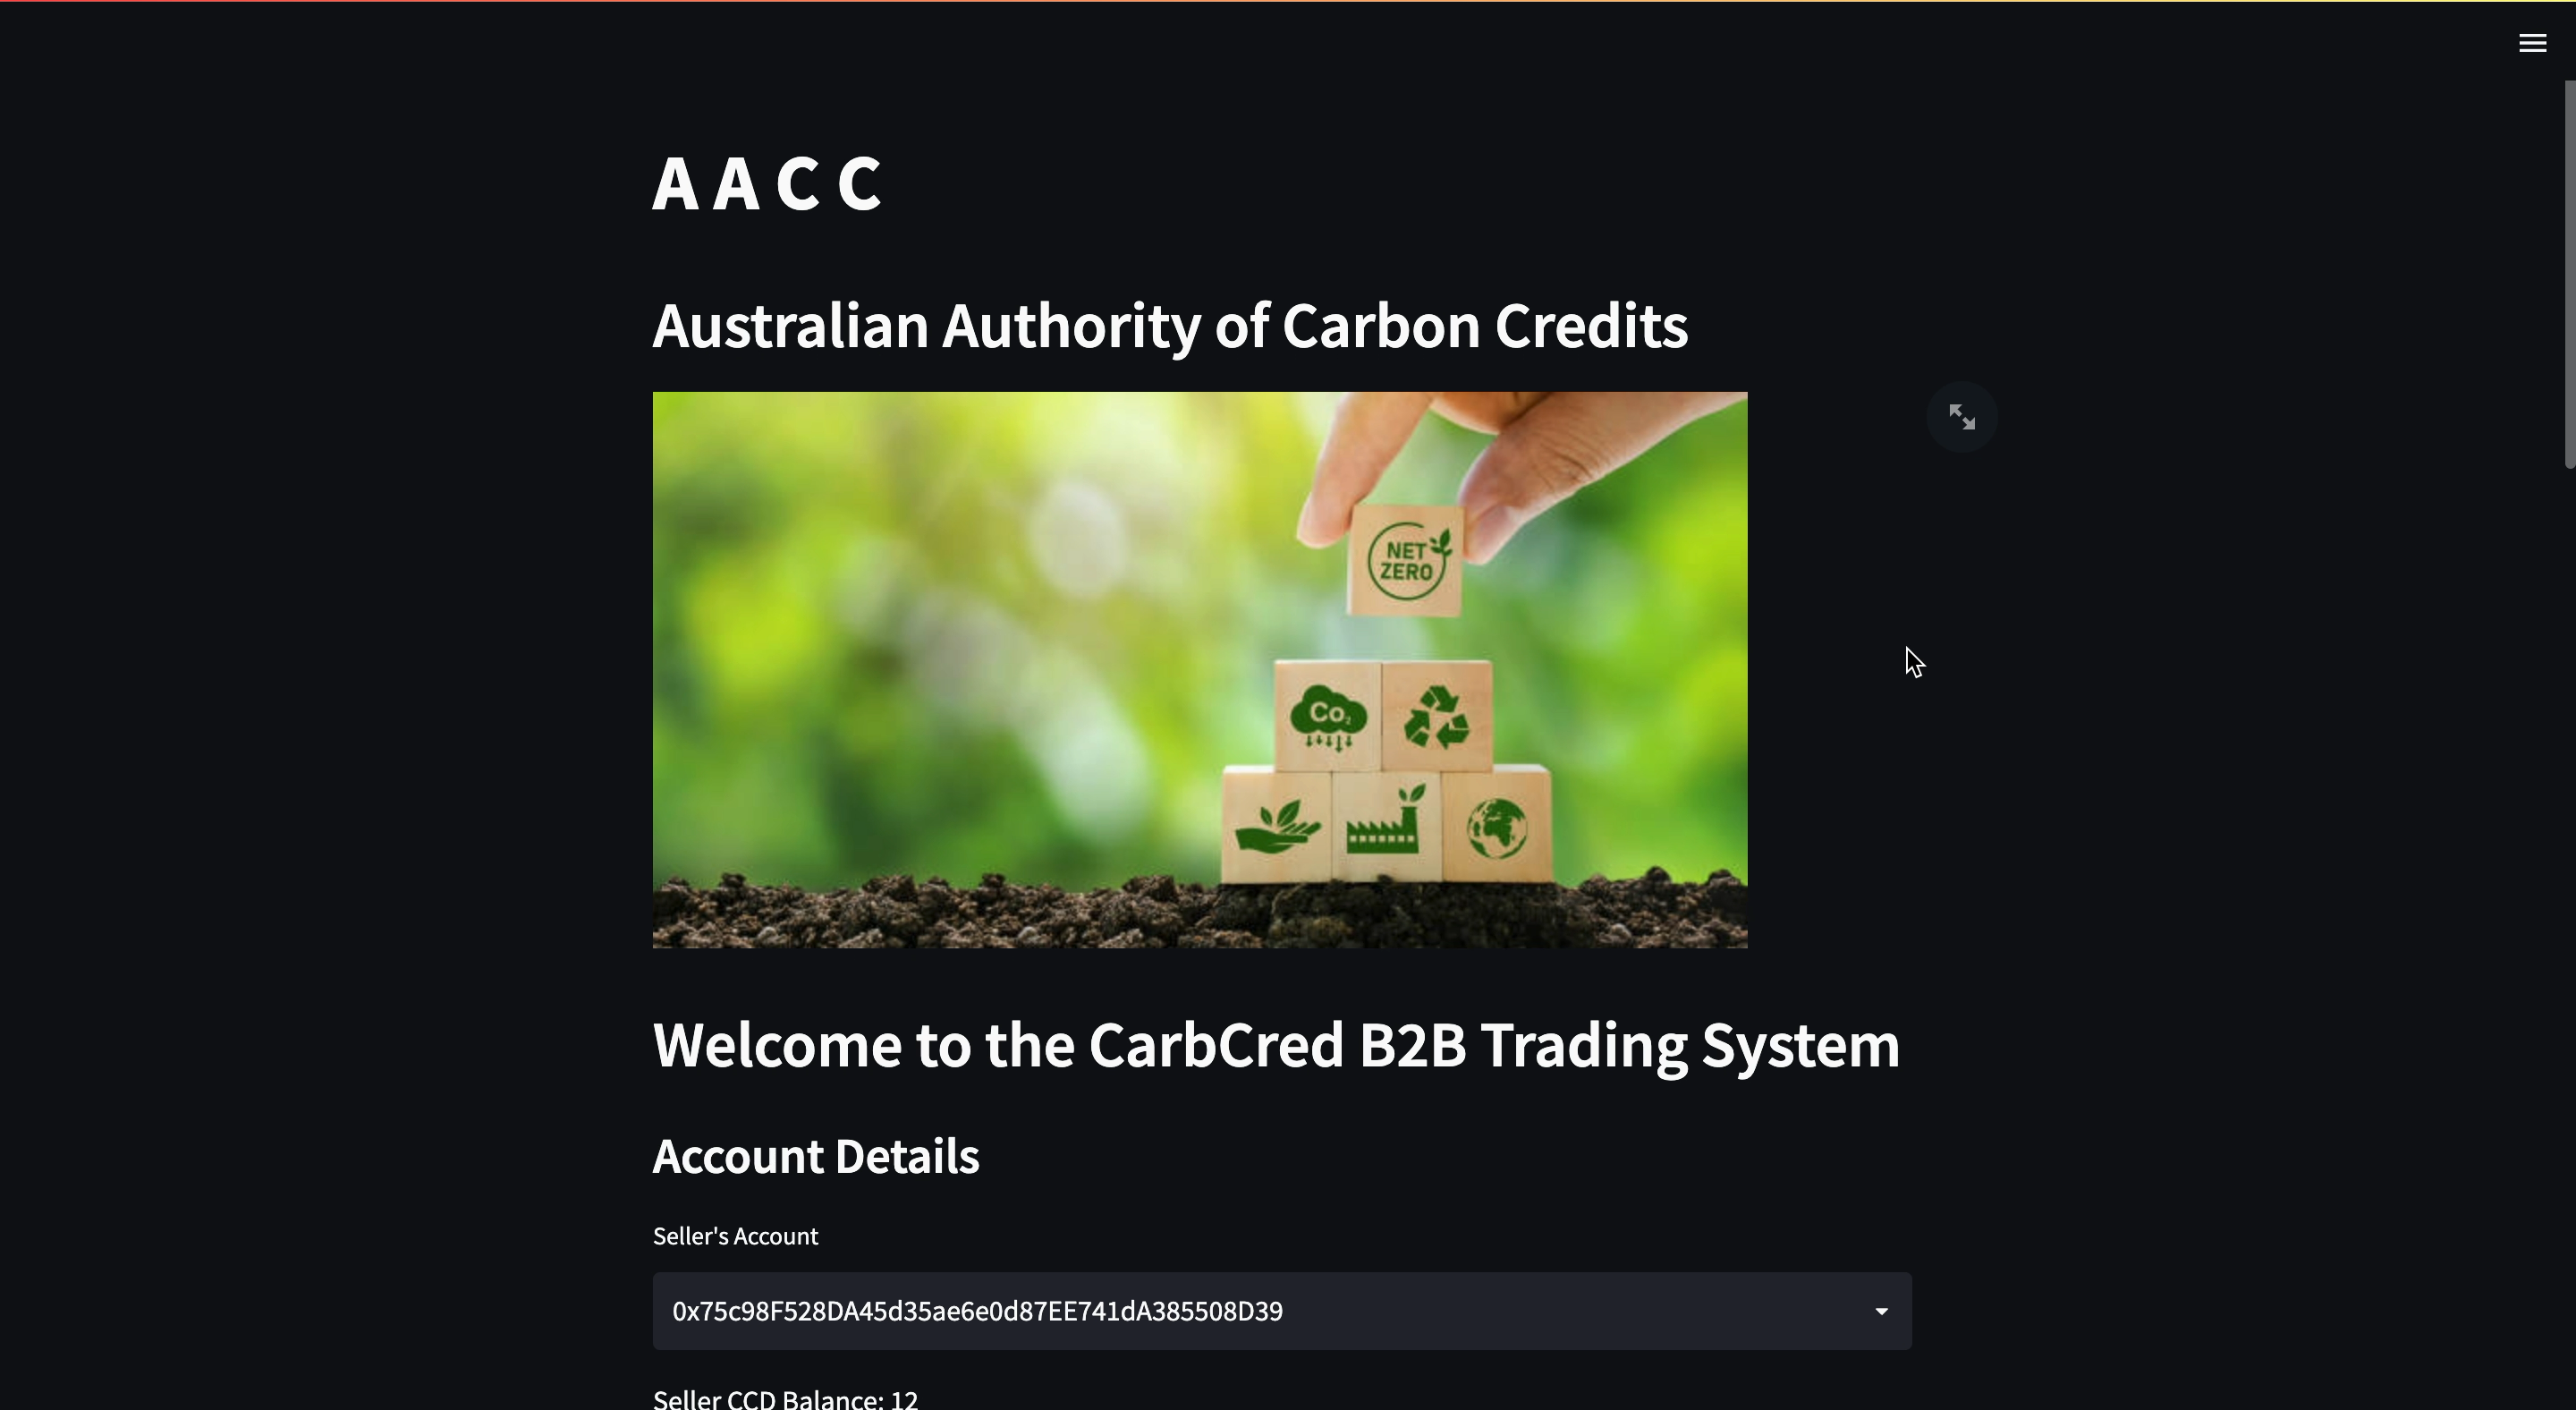 A A C C
Australian Authority of Carbon Credits
NET
ZERO
Co₂
Welcome to the CarbCred B2B Trading System
Account Details
Seller's Account
0x75c98F528DA45d35ae6e0d87EE741dA385508D39
Seller CCD Balance: 12